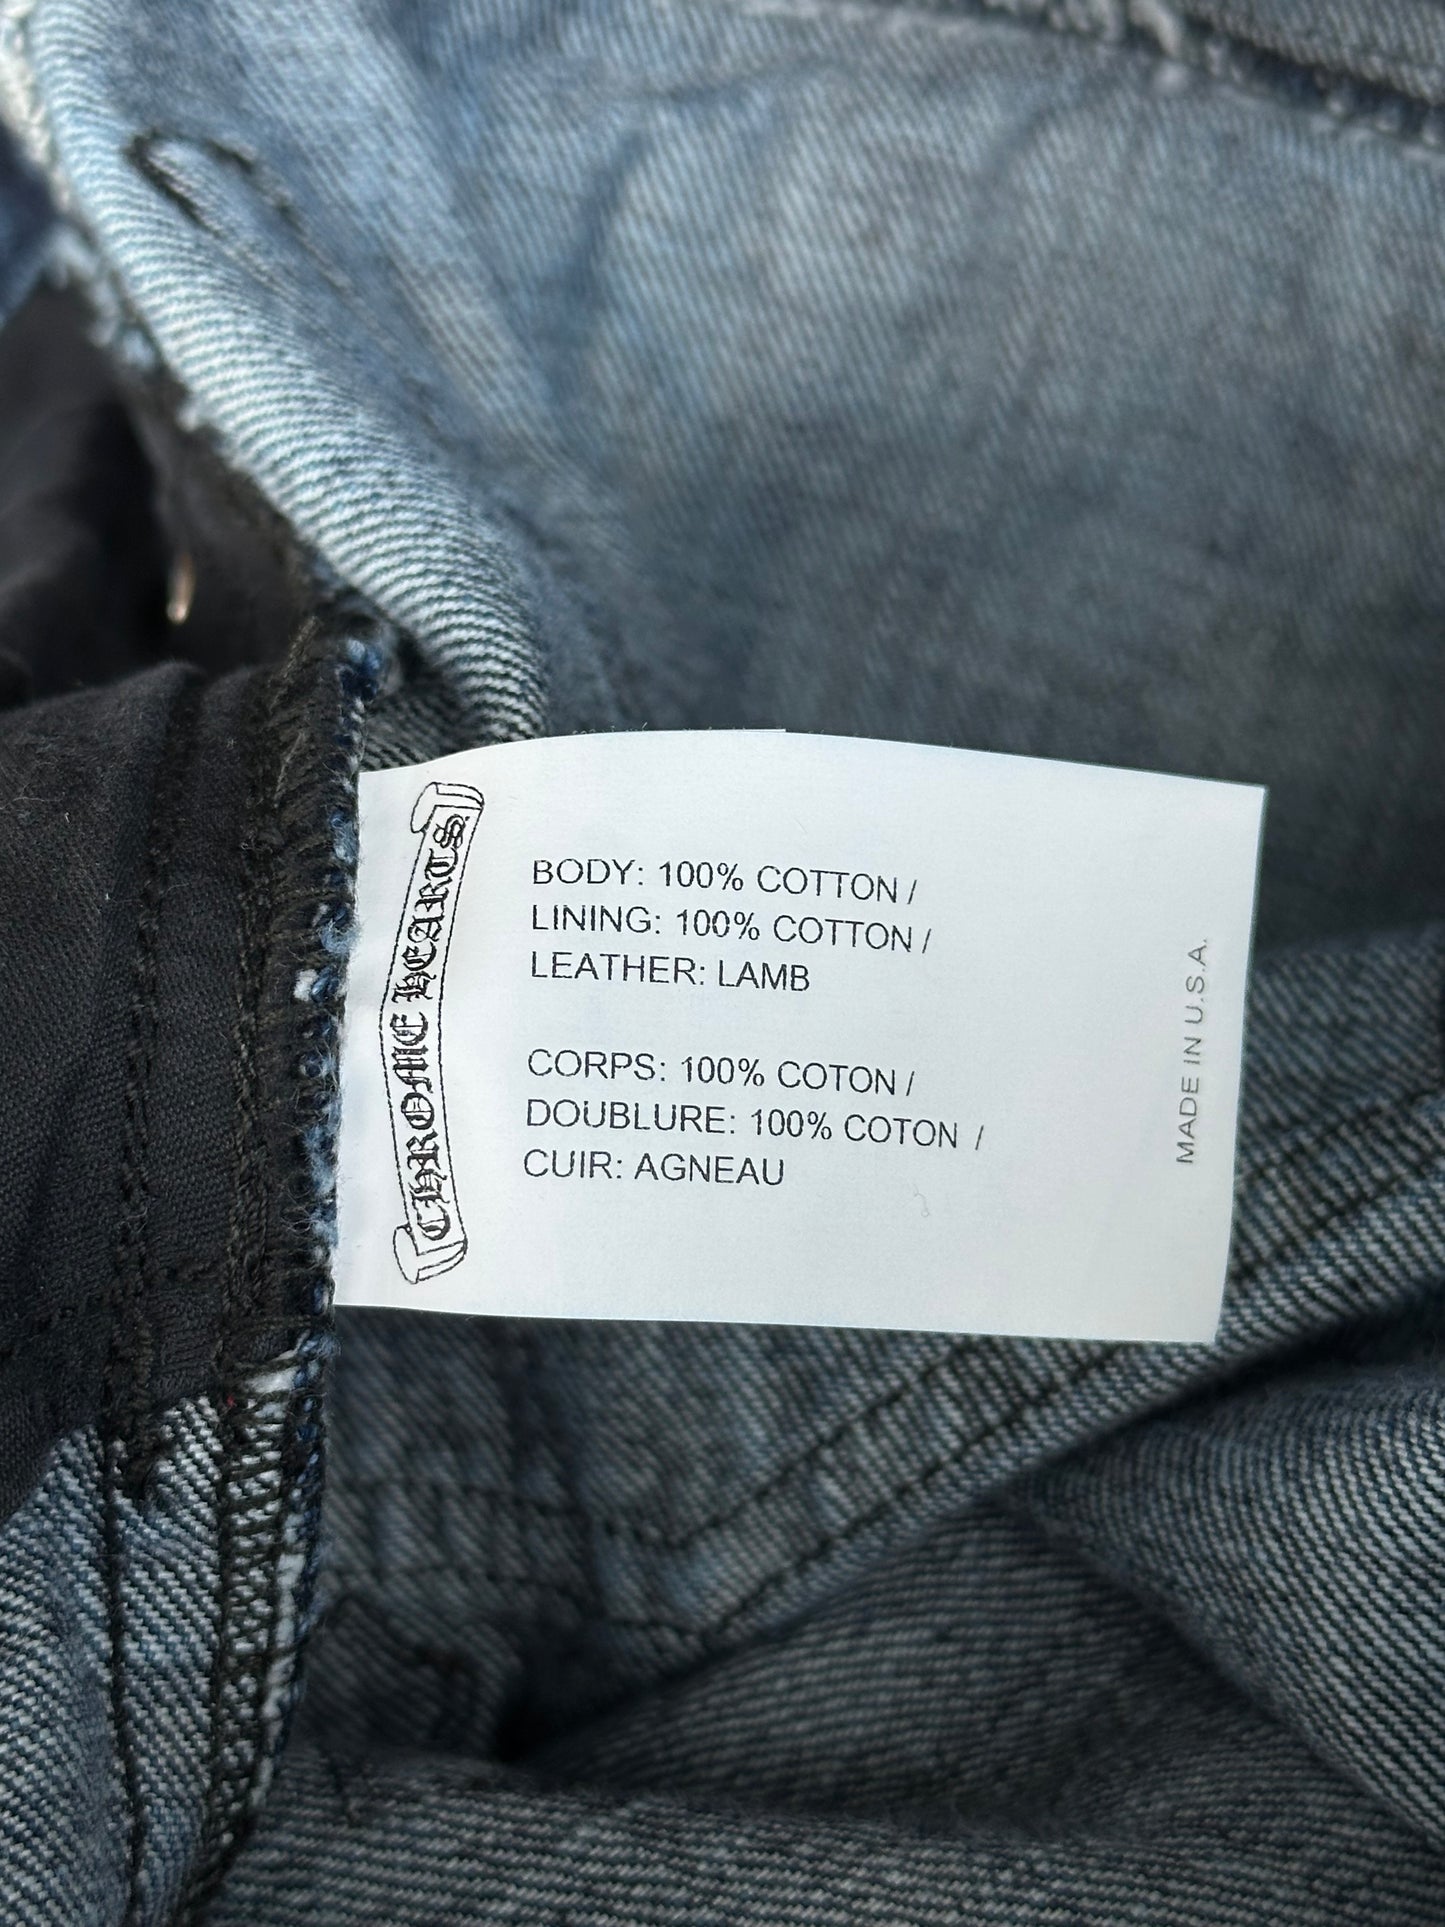 CHROME HEARTS
BODY: 100% COTTON /
LINING: 100% COTTON /
LEATHER: LAMB
CORPS: 100% COTON /
DOUBLURE: 100% COTON /
CUIR: AGNEAU
MADE IN U.S.A.